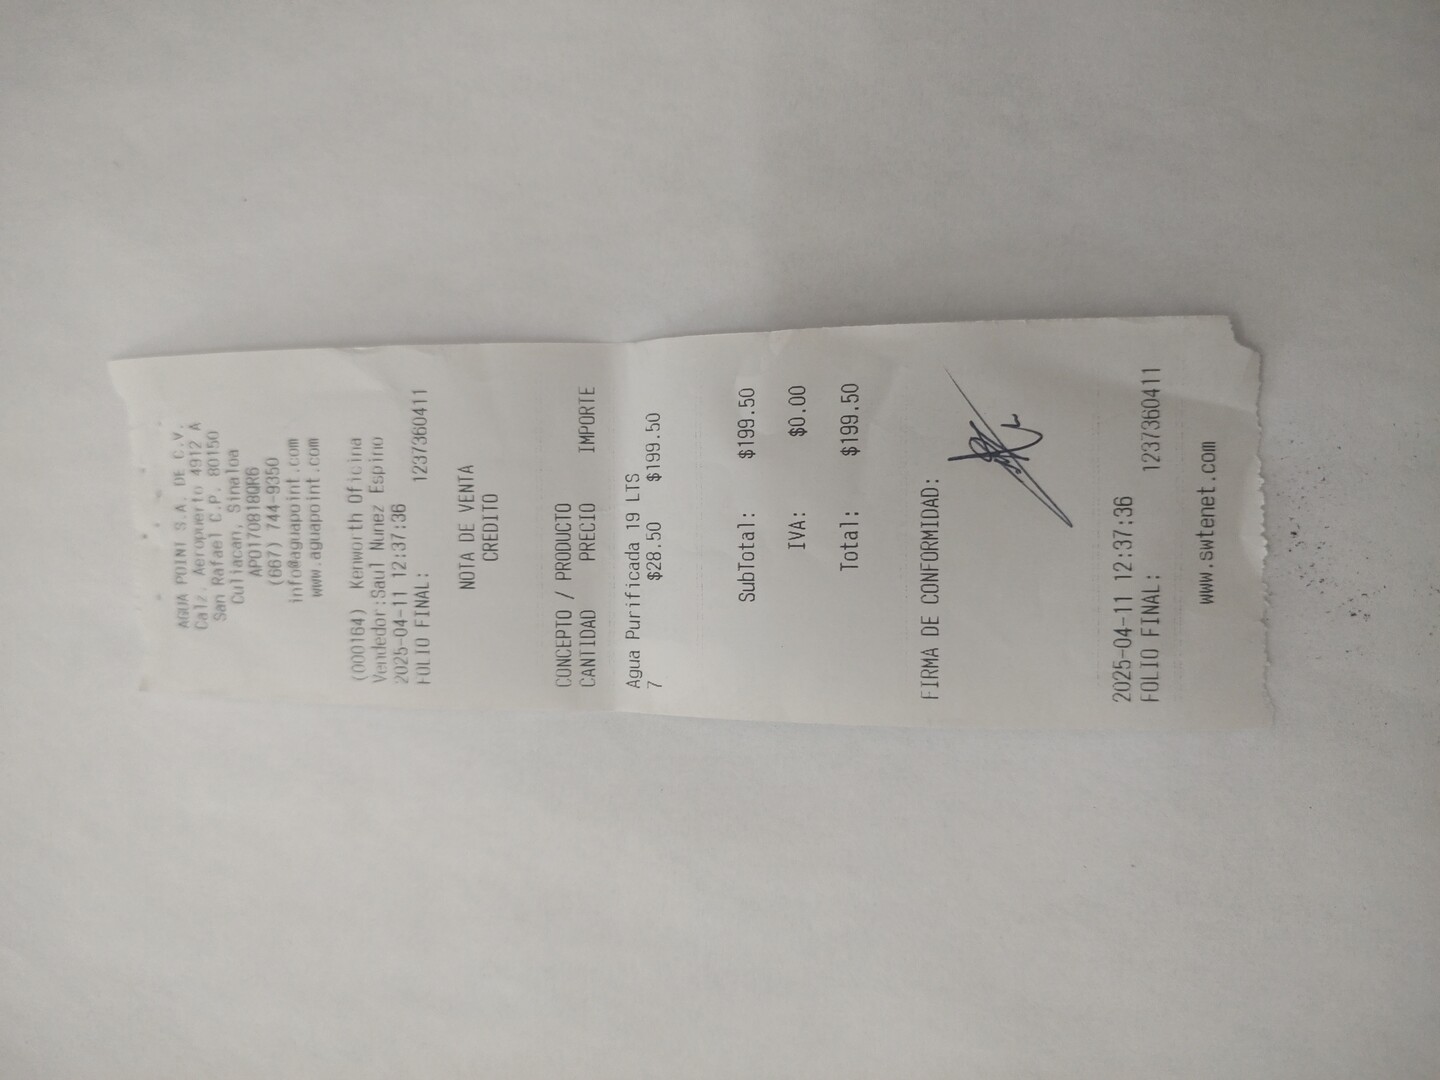 AGUA POINT S.A. DE C.V.
Calz. Aeropuerto 4912 A
San Rafael C.P. 80150
Culiacan, Sinaloa
APO170818QR6
(667) 744-9350
info@aguapoint.com
www.aguapoint.com
(000164) Kenworth Oficina
Vendedor:Saul Nunez Espino
2025-04-11 12:37:36
FOLIO FINAL: 1237360411
NOTA DE VENTA
CREDITO
CONCEPTO / PRODUCTO
CANTIDAD PRECIO IMPORTE
Agua Purificada 19 LTS
7 $28.50 $199.50
SubTotal: $199.50
IVA: $0.00
Total: $199.50
FIRMA DE CONFORMIDAD:
2025-04-11 12:37:36
FOLIO FINAL: 1237360411
www.swtenet.com